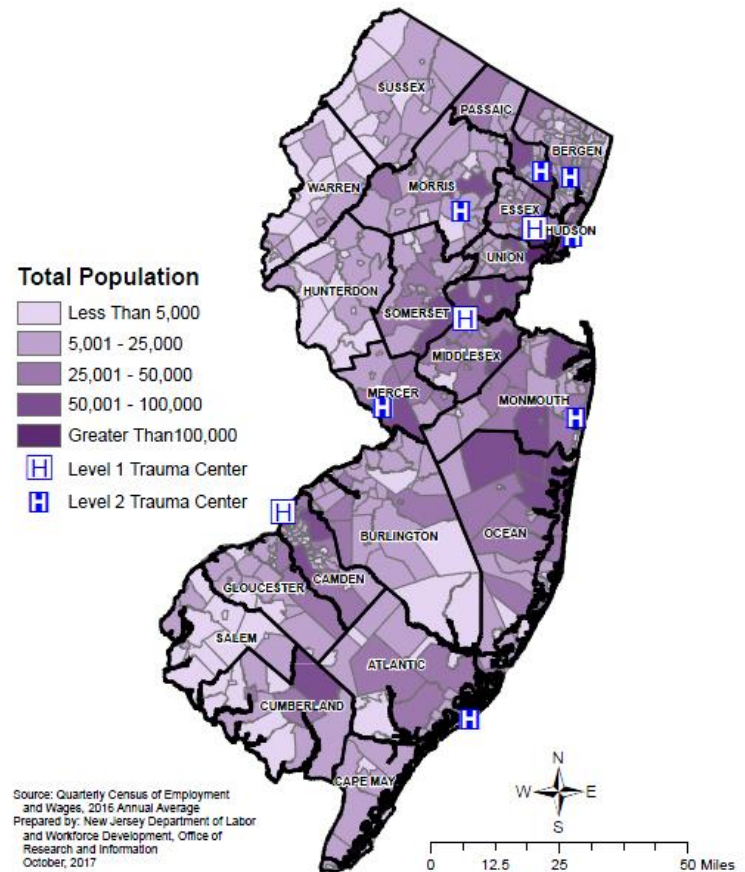 SUSSEX
PASSAIC
BERGEN
WARREN
MORRIS
ESSEX
HUDSON
UNION
HUNTERDON
SOMERSET
MIDDLESEX
MERCER
MONMOUTH
OCEAN
BURLINGTON
CAMDEN
GLOUCESTER
SALEM
ATLANTIC
CUMBERLAND
CAPE MAY
H
H
H
H
H
H
H
H
H
H
Total Population
Less Than 5,000
5,001 - 25,000
25,001 - 50,000
50,001 - 100,000
Greater Than100,000
H Level 1 Trauma Center
H Level 2 Trauma Center
Source: Quarterly Census of Employment
and Wages, 2016 Annual Average
Prepared by: New Jersey Department of Labor
and Workforce Development, Office of
Research and Information
October, 2017
N
W E
S
0 12.5 25 50 Miles